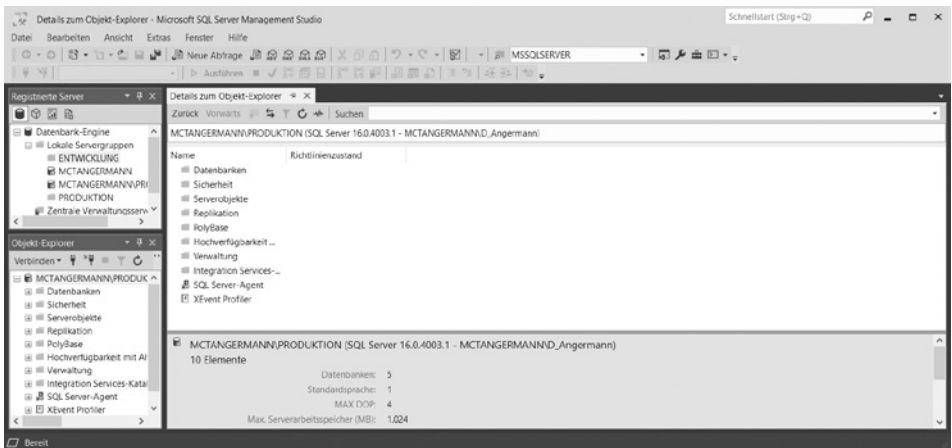 Details zum Objekt-Explorer - Microsoft SQL Server Management Studio
Schnellstart (Strg+Q)
Datei Bearbeiten Ansicht Extras Fenster Hilfe
Neue Abfrage MSSQLSERVER
Ausführen
Registrierte Server
Details zum Objekt-Explorer
Zurück Vorwärts Suchen
Datenbank-Engine
Lokale Servergruppen
ENTWICKLUNG
MCTANGERMANN
MCTANGERMANN\PR
PRODUKTION
Zentrale Verwaltungsserv
MCTANGERMANN\PRODUKTION (SQL Server 16.0.4003.1 - MCTANGERMANN\D_Angermann)
Name Richtlinienzustand
Datenbanken
Sicherheit
Serverobjekte
Replikation
PolyBase
Hochverfügbarkeit ...
Verwaltung
Integration Services-...
SQL Server-Agent
XEvent Profiler
Objekt-Explorer
Verbinden
MCTANGERMANN\PRODUK
Datenbanken
Sicherheit
Serverobjekte
Replikation
PolyBase
Hochverfügbarkeit mit Al
Verwaltung
Integration Services-Katal
SQL Server-Agent
XEvent Profiler
MCTANGERMANN\PRODUKTION (SQL Server 16.0.4003.1 - MCTANGERMANN\D_Angermann)
10 Elemente
Datenbanken: 5
Standardsprache: 1
MAX DOP: 4
Max. Serverarbeitsspeicher (MB): 1.024
Bereit